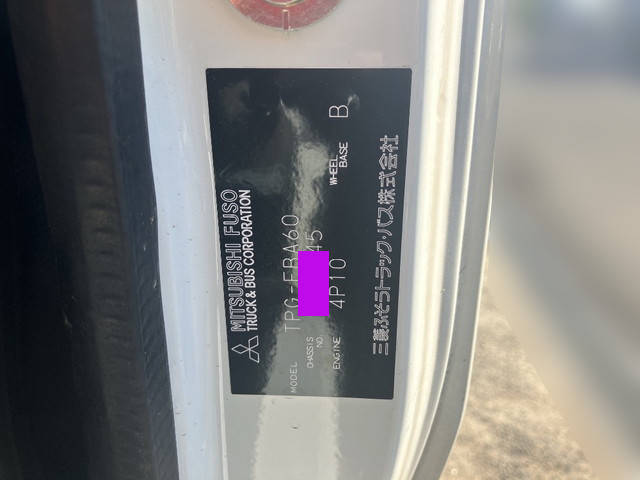 MITSUBISHI FUSO
TRUCK & BUS CORPORATION
MODEL TPG-FBA60
CHASSIS NO. 45
ENGINE 4P10 WHEEL BASE B
三菱ふそうトラック・バス株式会社